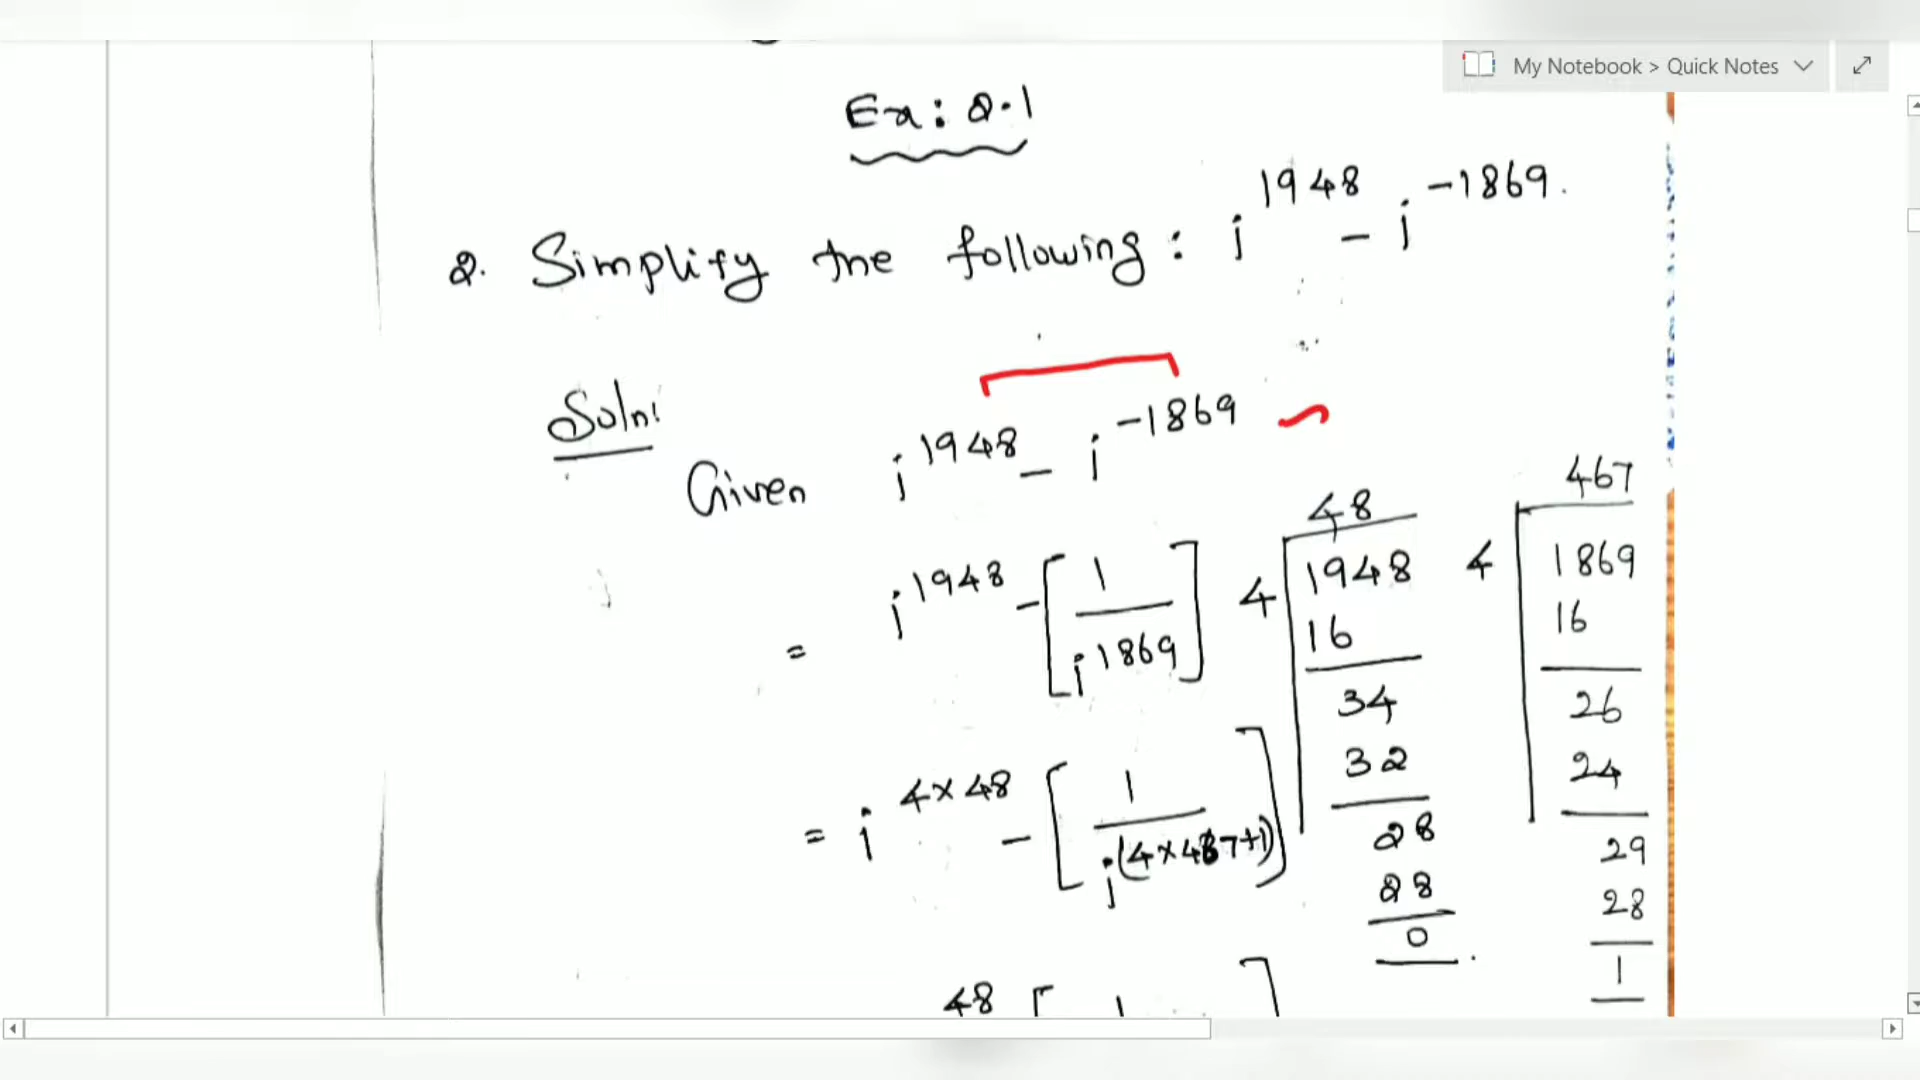 My Notebook > Quick Notes
Ex: 2.1
2. Simplify the following: i^1948 - i^-1869.
Soln:
Given i^1948 - i^-1869
= i^1948 - [1/i^1869]
= i^4×48 - [1/i^(4×467+1)]
48 [1 ]
48
4 1948
16
34
32
28
28
0
467
4 1869
16
26
24
29
28
1